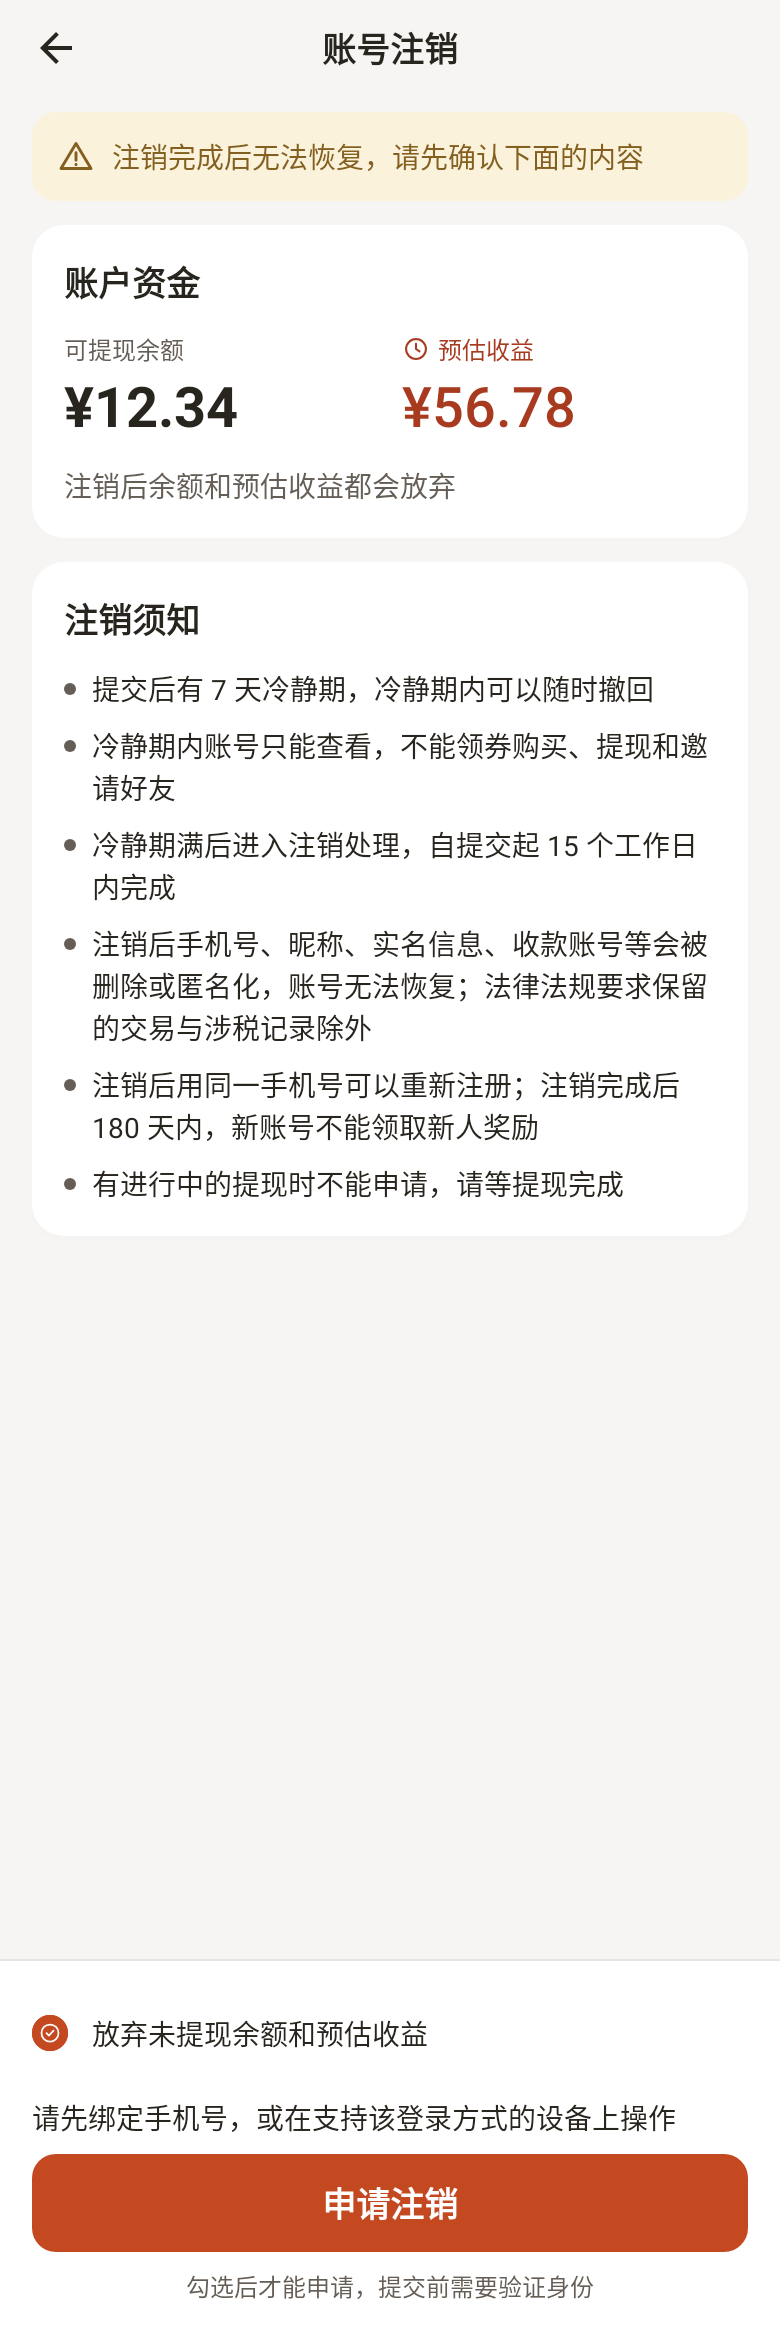 账号注销
注销完成后无法恢复，请先确认下面的内容
账户资金
可提现余额
预估收益
¥12.34
¥56.78
注销后余额和预估收益都会放弃
注销须知
提交后有 7 天冷静期，冷静期内可以随时撤回
冷静期内账号只能查看，不能领券购买、提现和邀
请好友
冷静期满后进入注销处理，自提交起 15 个工作日
内完成
注销后手机号、昵称、实名信息、收款账号等会被
删除或匿名化，账号无法恢复；法律法规要求保留
的交易与涉税记录除外
注销后用同一手机号可以重新注册；注销完成后
180 天内，新账号不能领取新人奖励
有进行中的提现时不能申请，请等提现完成
放弃未提现余额和预估收益
请先绑定手机号，或在支持该登录方式的设备上操作
申请注销
勾选后才能申请，提交前需要验证身份